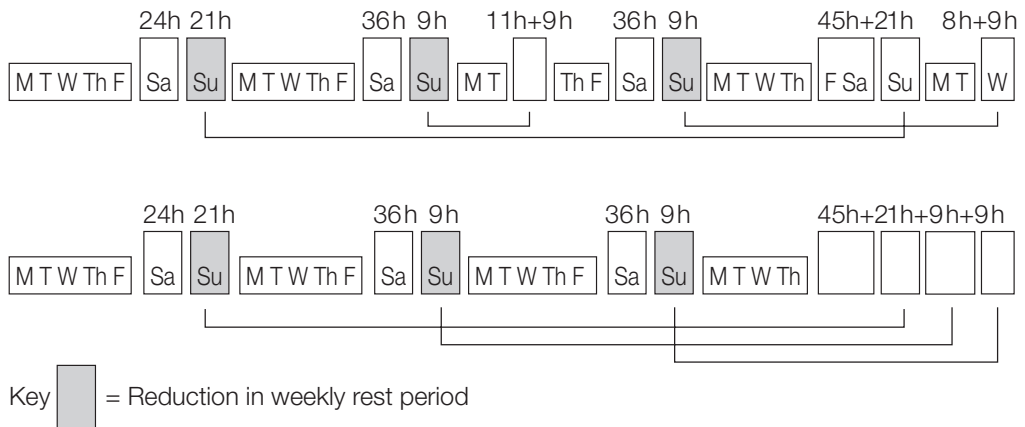 24h 21h 36h 9h 11h+9h 36h 9h 45h+21h 8h+9h
M T W Th F Sa Su M T W Th F Sa Su M T Th F Sa Su M T W Th F Sa Su M T W
24h 21h 36h 9h 36h 9h 45h+21h+9h+9h
M T W Th F Sa Su M T W Th F Sa Su M T W Th F Sa Su M T W Th
Key = Reduction in weekly rest period